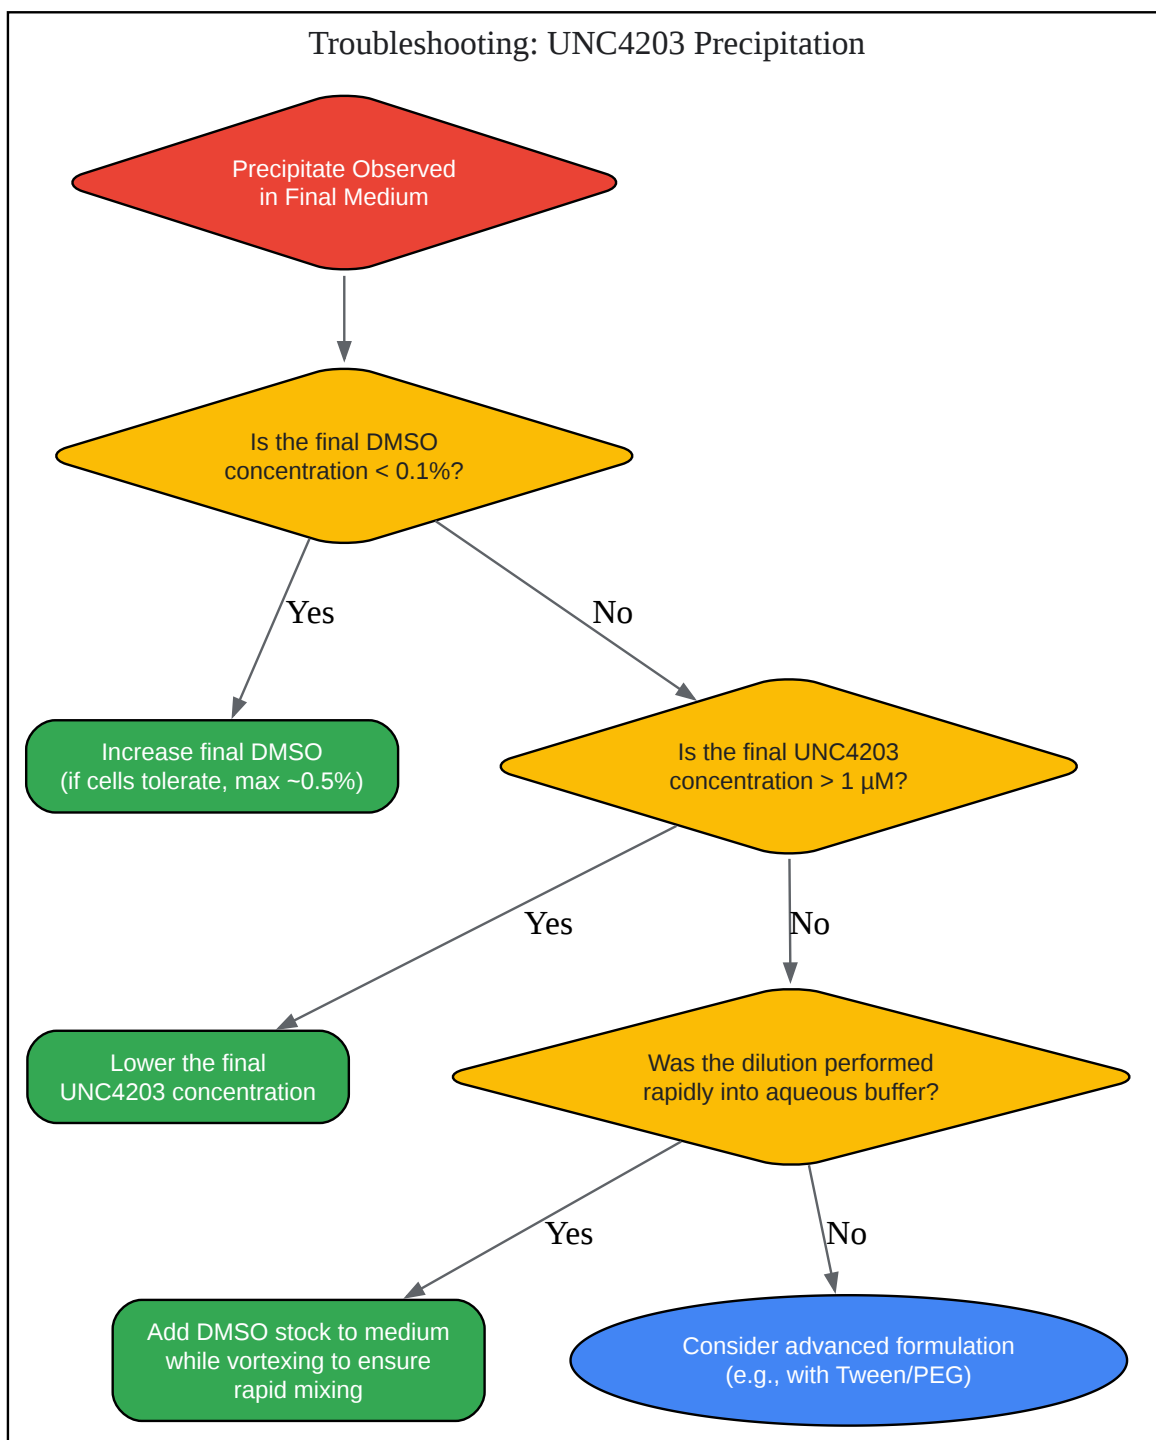 Troubleshooting: UNC4203 Precipitation
Precipitate Observed
in Final Medium
Is the final DMSO
concentration < 0.1%?
Yes
No
Increase final DMSO
(if cells tolerate, max ~0.5%)
Is the final UNC4203
concentration > 1 µM?
Yes
No
Lower the final
UNC4203 concentration
Was the dilution performed
rapidly into aqueous buffer?
Yes
No
Add DMSO stock to medium
while vortexing to ensure
rapid mixing
Consider advanced formulation
(e.g., with Tween/PEG)